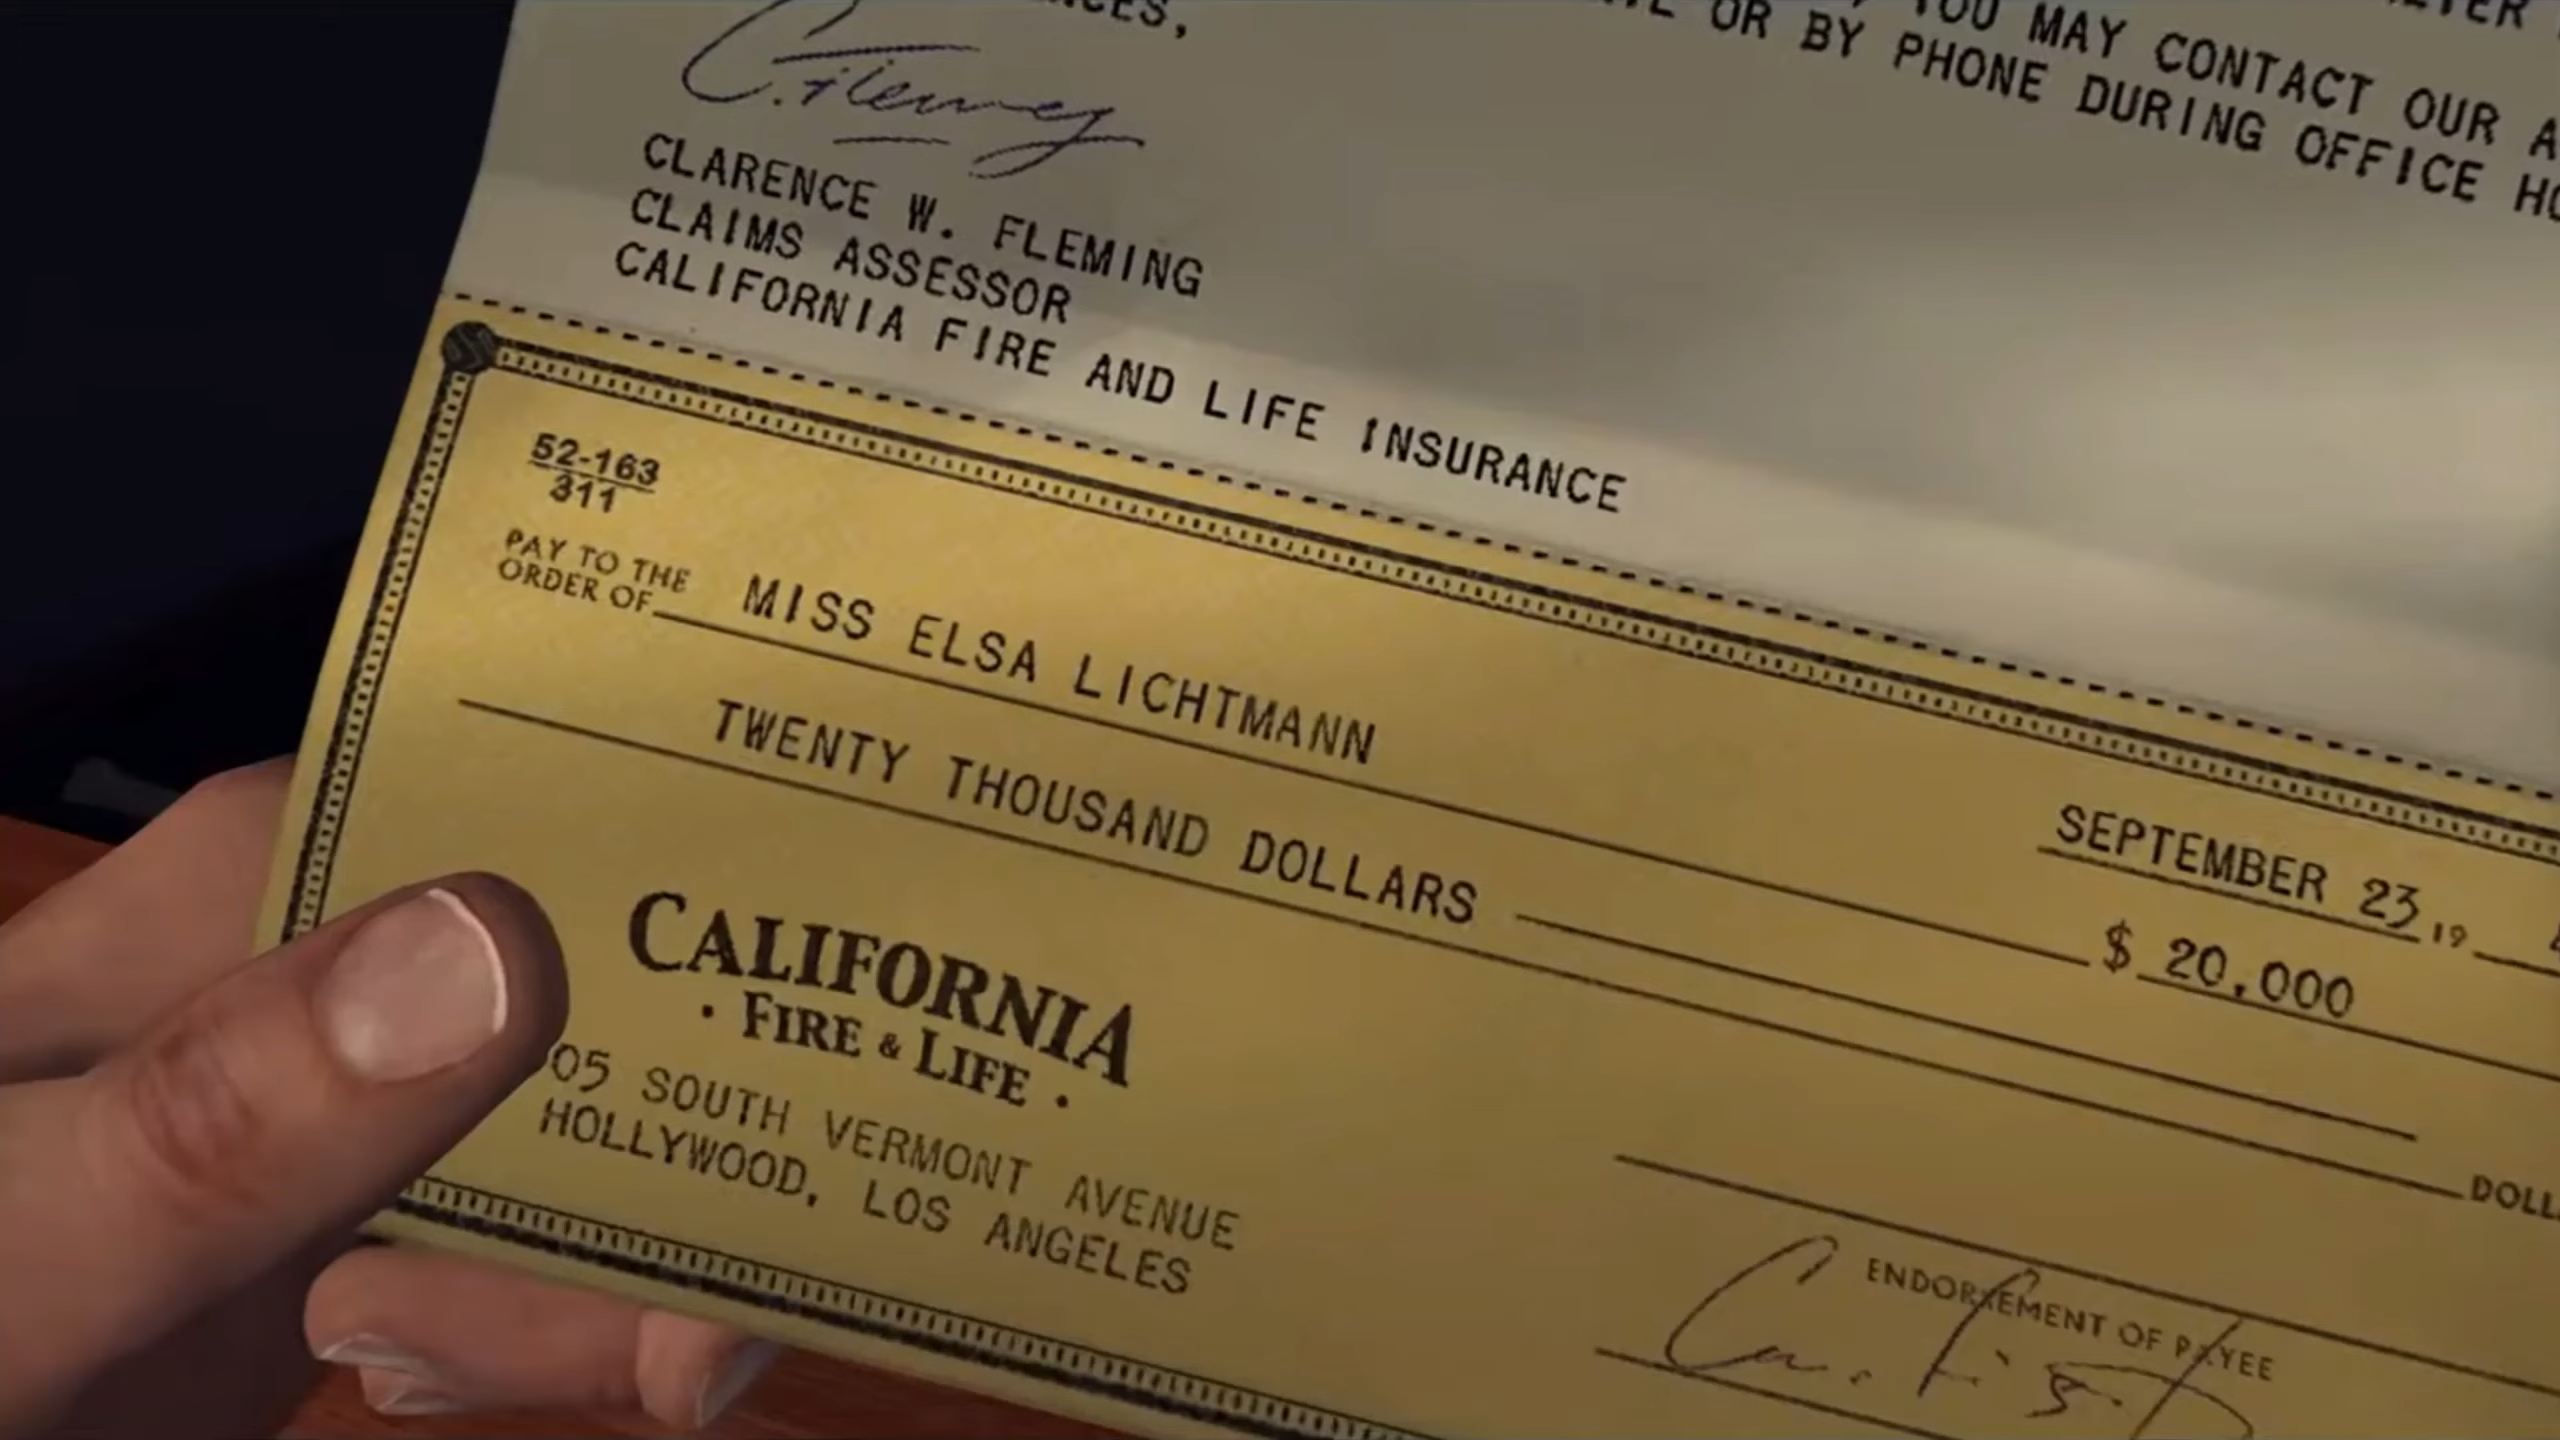 YOU MAY CONTACT OUR
OR BY PHONE DURING OFFICE
C. Fleming
CLARENCE W. FLEMING
CLAIMS ASSESSOR
CALIFORNIA FIRE AND LIFE INSURANCE
52-163
311
PAY TO THE
ORDER OF MISS ELSA LICHTMANN
SEPTEMBER 23, 19
TWENTY THOUSAND DOLLARS
$ 20,000
CALIFORNIA
· FIRE & LIFE ·
05 SOUTH VERMONT AVENUE
HOLLYWOOD, LOS ANGELES
ENDORSEMENT OF PAYEE